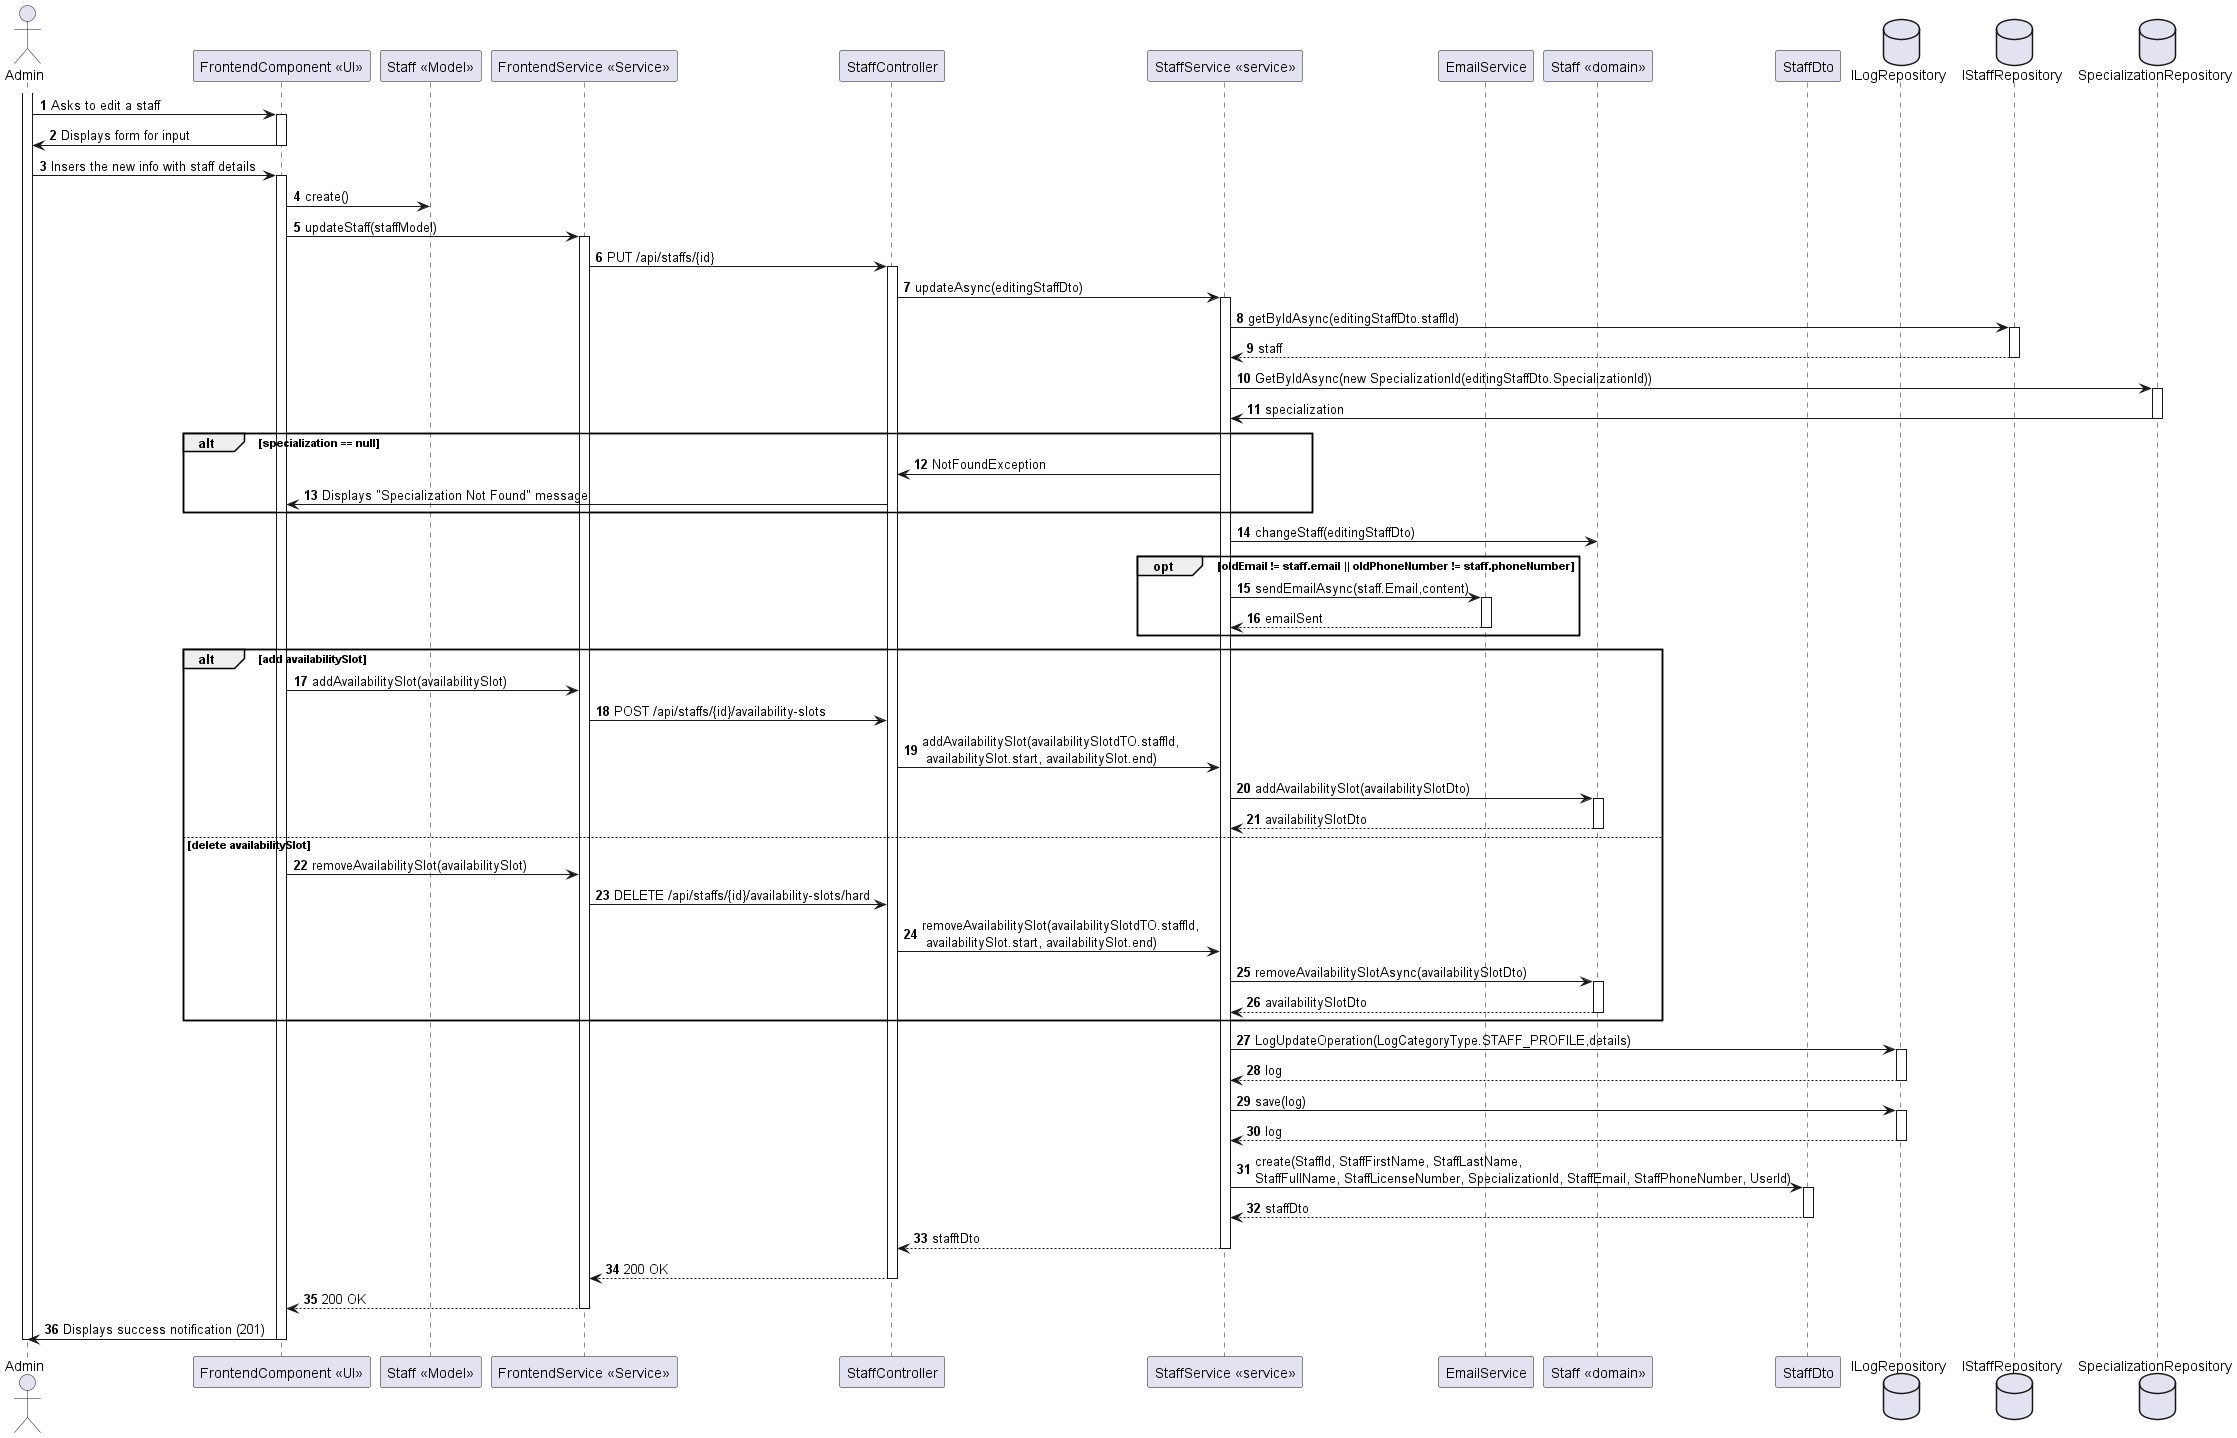 Admin
FrontendComponent «UI»
Staff «Model»
FrontendService «Service»
StaffController
StaffService «service»
EmailService
Staff «domain»
StaffDto
ILogRepository
IStaffRepository
SpecializationRepository
1 Asks to edit a staff
2 Displays form for input
3 Insers the new info with staff details
4 create()
5 updateStaff(staffModel)
6 PUT /api/staffs/{id}
7 updateAsync(editingStaffDto)
8 getByIdAsync(editingStaffDto.staffId)
9 staff
10 GetByIdAsync(new SpecializationId(editingStaffDto.SpecializationId))
11 specialization
alt [specialization == null]
12 NotFoundException
13 Displays "Specialization Not Found" message
14 changeStaff(editingStaffDto)
opt [oldEmail != staff.email || oldPhoneNumber != staff.phoneNumber]
15 sendEmailAsync(staff.Email,content)
16 emailSent
alt [add availabilitySlot]
17 addAvailabilitySlot(availabilitySlot)
18 POST /api/staffs/{id}/availability-slots
19 addAvailabilitySlot(availabilitySlotdTO.staffId,
availabilitySlot.start, availabilitySlot.end)
20 addAvailabilitySlot(availabilitySlotDto)
21 availabilitySlotDto
[delete availabilitySlot]
22 removeAvailabilitySlot(availabilitySlot)
23 DELETE /api/staffs/{id}/availability-slots/hard
24 removeAvailabilitySlot(availabilitySlotdTO.staffId,
availabilitySlot.start, availabilitySlot.end)
25 removeAvailabilitySlotAsync(availabilitySlotDto)
26 availabilitySlotDto
27 LogUpdateOperation(LogCategoryType.STAFF_PROFILE,details)
28 log
29 save(log)
30 log
31 create(StaffId, StaffFirstName, StaffLastName,
StaffFullName, StaffLicenseNumber, SpecializationId, StaffEmail, StaffPhoneNumber, UserId)
32 staffDto
33 stafftDto
34 200 OK
35 200 OK
36 Displays success notification (201)
Admin
FrontendComponent «UI»
Staff «Model»
FrontendService «Service»
StaffController
StaffService «service»
EmailService
Staff «domain»
StaffDto
ILogRepository
IStaffRepository
SpecializationRepository